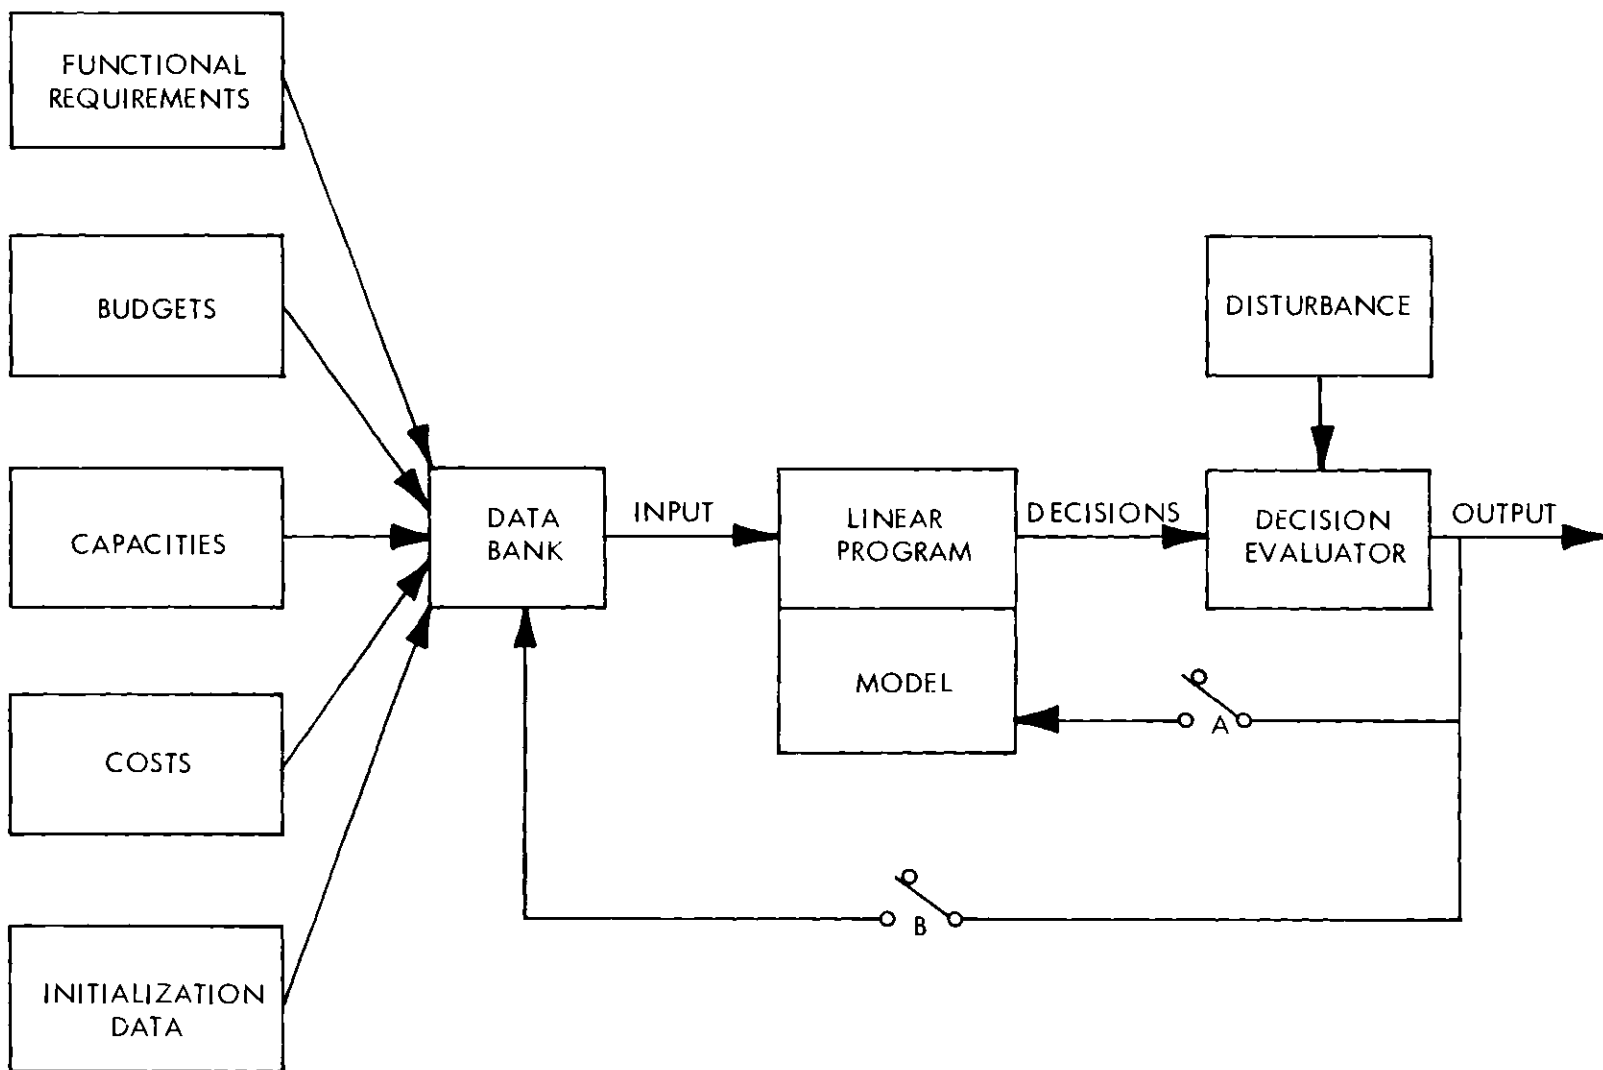 FUNCTIONAL
REQUIREMENTS
BUDGETS
CAPACITIES
COSTS
INITIALIZATION
DATA
DATA
BANK
INPUT
LINEAR
PROGRAM
MODEL
DECISIONS
DISTURBANCE
DECISION
EVALUATOR
OUTPUT
A
B